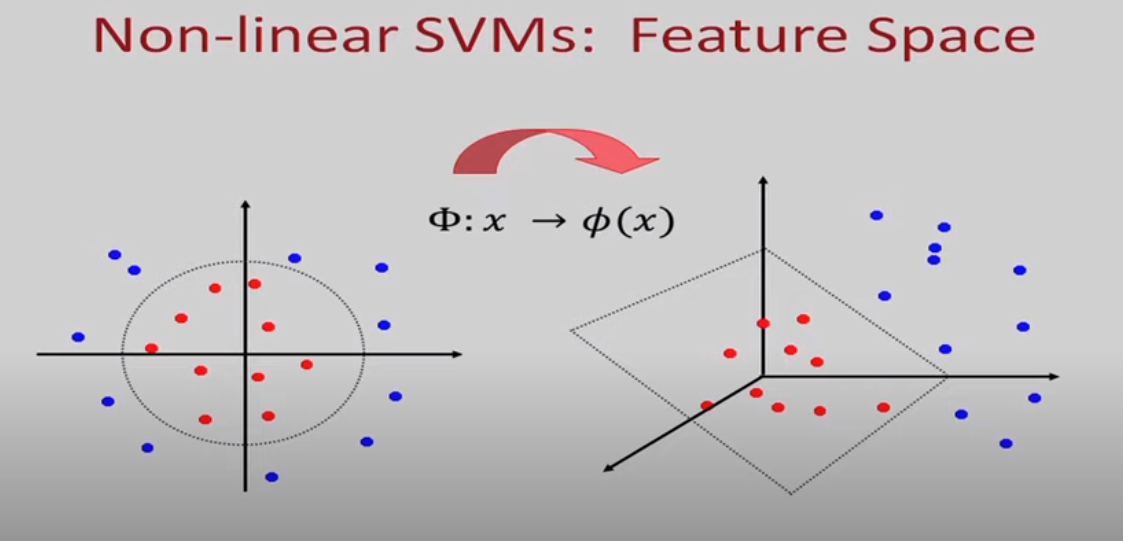 Non-linear SVMs: Feature Space
Φ: x → ϕ(x)